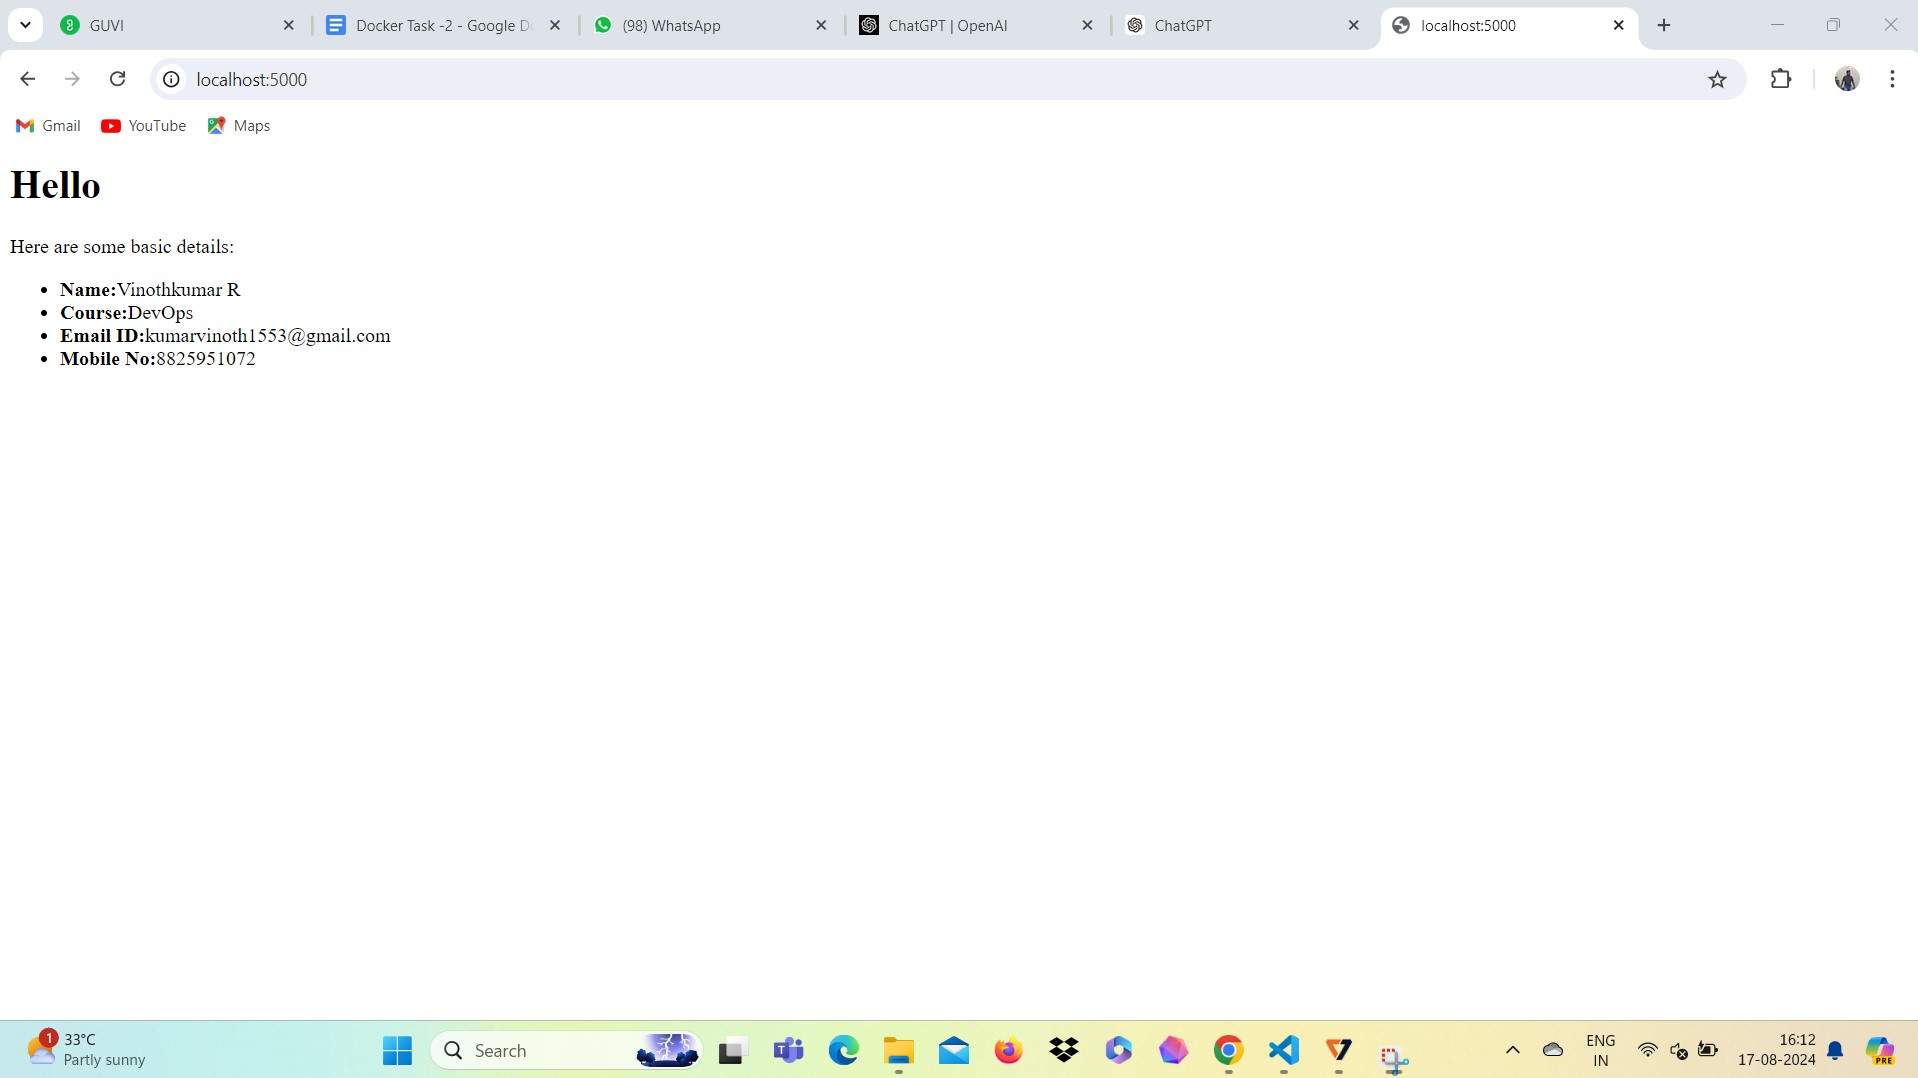 GUVI
Docker Task -2 - Google D
(98) WhatsApp
ChatGPT | OpenAI
ChatGPT
localhost:5000
localhost:5000
Gmail
YouTube
Maps
Hello
Here are some basic details:
Name:Vinothkumar R
Course:DevOps
Email ID:kumarvinoth1553@gmail.com
Mobile No:8825951072
1
33°C
Partly sunny
Search
ENG
IN
16:12
17-08-2024
PRE